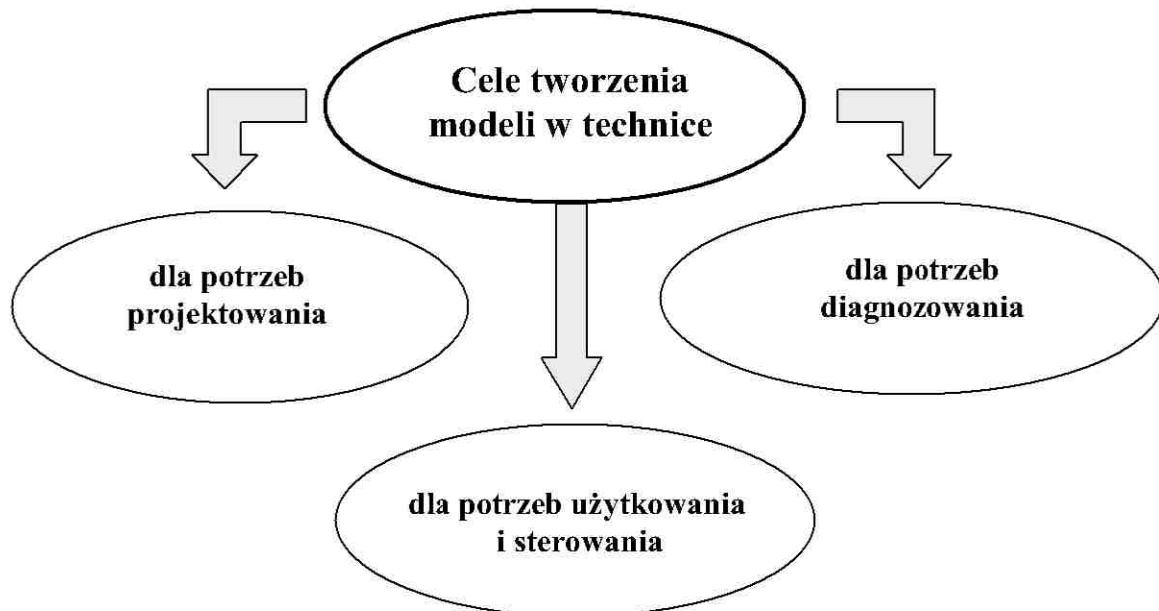 Cele tworzenia
modeli w technice
dla potrzeb
projektowania
dla potrzeb
diagnozowania
dla potrzeb użytkowania
i sterowania